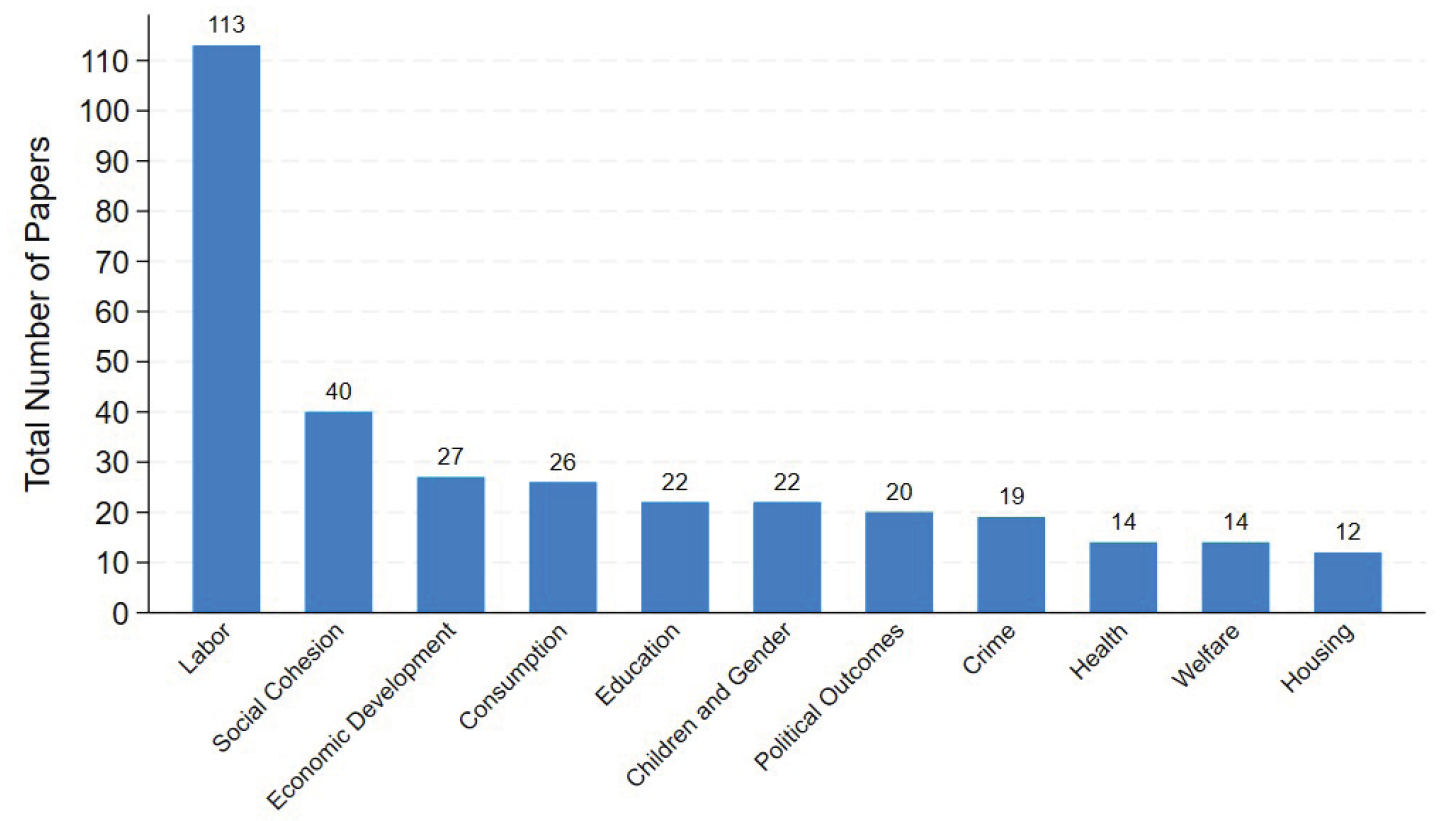 Total Number of Papers
110
100
90
80
70
60
50
40
30
20
10
0
113
40
27
26
22
22
20
19
14
14
12
Labor
Social Cohesion
Economic Development
Consumption
Education
Children and Gender
Political Outcomes
Crime
Health
Welfare
Housing